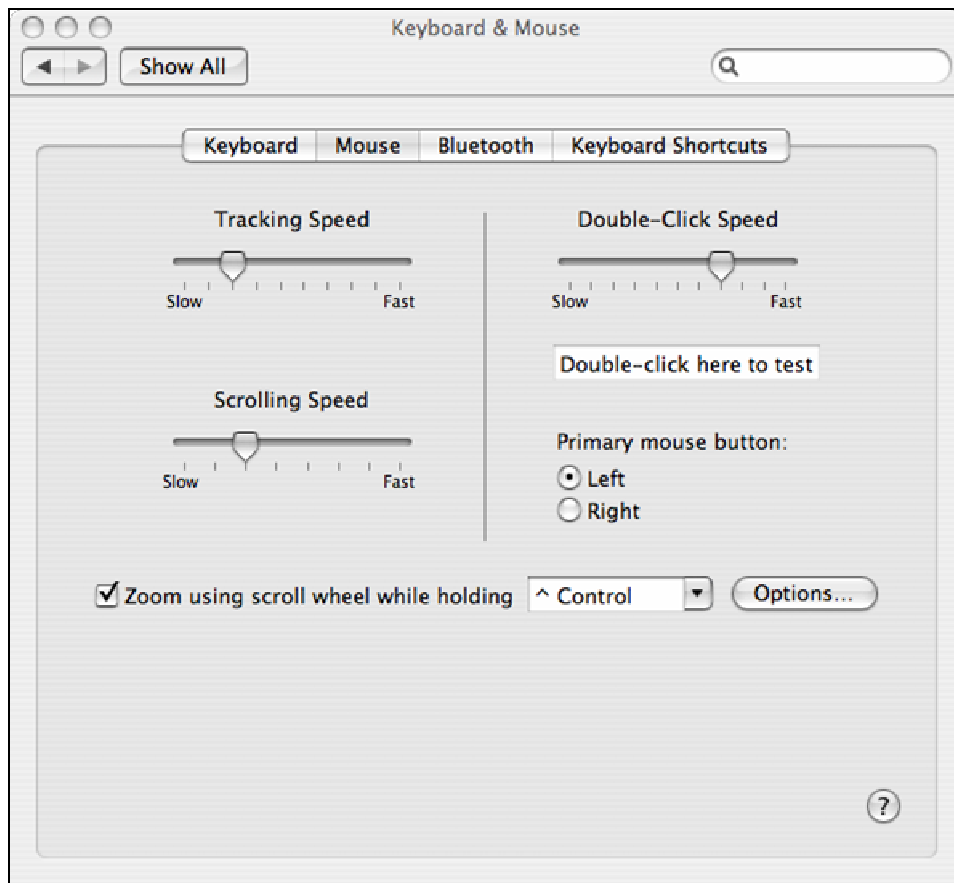 Keyboard & Mouse
Show All
Keyboard Mouse Bluetooth Keyboard Shortcuts
Tracking Speed
Slow Fast
Double-Click Speed
Slow Fast
Double-click here to test
Scrolling Speed
Slow Fast
Primary mouse button:
Left
Right
Zoom using scroll wheel while holding ^ Control Options...
?